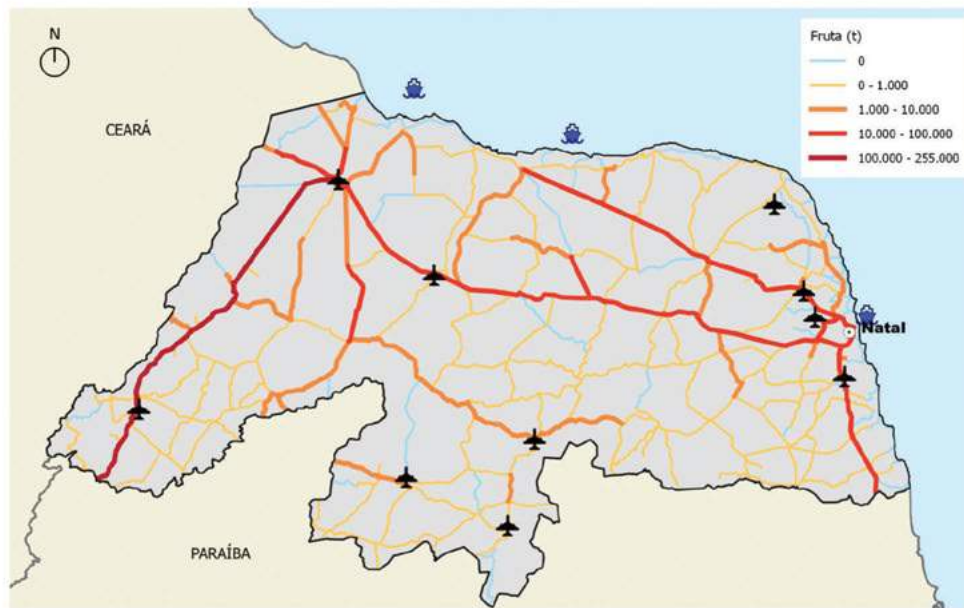 N
CEARÁ
Fruta (t)
0
0 - 1.000
1.000 - 10.000
10.000 - 100.000
100.000 - 255.000
Natal
PARAÍBA